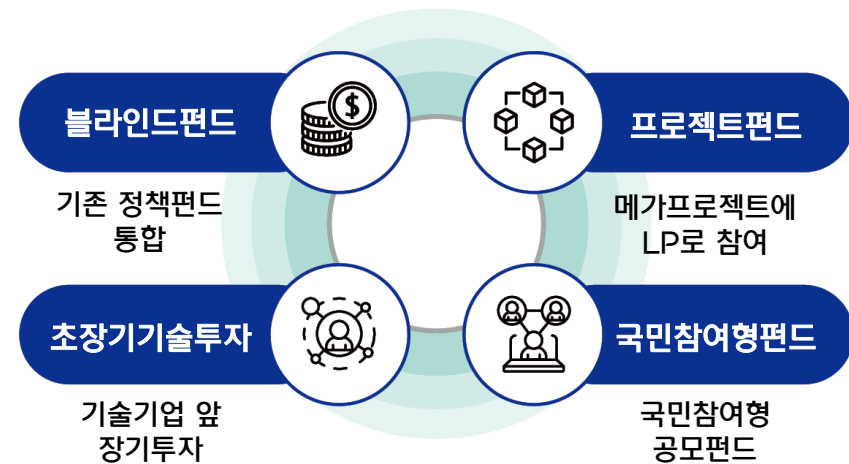 블라인드펀드
기존 정책펀드
통합
프로젝트펀드
메가프로젝트에
LP로 참여
초장기기술투자
기술기업 앞
장기투자
국민참여형펀드
국민참여형
공모펀드